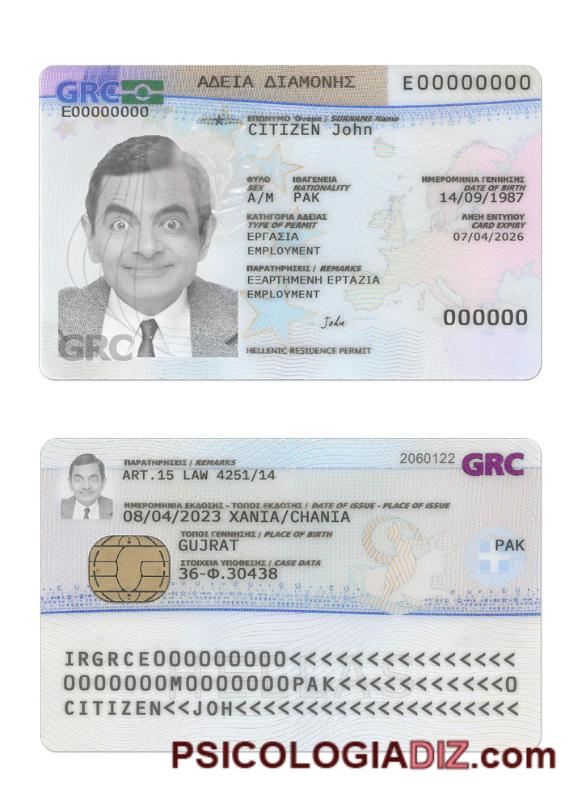 GRC
ΑΔΕΙΑ ΔΙΑΜΟΝΗΣ
E00000000
E00000000
ΕΠΩΝΥΜΟ Όνομα / SURNAME Name
CITIZEN John
ΦΥΛΟ ΙΘΑΓΕΝΕΙΑ ΗΜΕΡΟΜΗΝΙΑ ΓΕΝΝΗΣΗΣ
SEX NATIONALITY DATE OF BIRTH
A/M PAK 14/09/1987
ΚΑΤΗΓΟΡΙΑ ΑΔΕΙΑΣ ΛΗΞΗ ΕΝΤΥΠΟΥ
TYPE OF PERMIT CARD EXPIRY
ΕΡΓΑΣΙΑ 07/04/2026
EMPLOYMENT
ΠΑΡΑΤΗΡΗΣΕΙΣ / REMARKS
ΕΞΑΡΤΗΜΕΝΗ ΕΡΤΑΖΙΑ
EMPLOYMENT
John
000000
GRC
HELLENIC RESIDENCE PERMIT
ΠΑΡΑΤΗΡΗΣΕΙΣ / REMARKS
2060122 GRC
ART.15 LAW 4251/14
ΗΜΕΡΟΜΗΝΙΑ ΕΚΔΟΣΗΣ - ΤΟΠΟΣ ΕΚΔΟΣΗΣ / DATE OF ISSUE - PLACE OF ISSUE
08/04/2023 ΧΑΝΙΑ/CHANIA
ΤΟΠΟΣ ΓΕΝΝΗΣΗΣ / PLACE OF BIRTH
GUJRAT
PAK
ΣΤΟΙΧΕΙΑ ΥΠΟΘΕΣΗΣ / CASE DATA
36-Φ.30438
IRGRCE000000000<<<<<<<<<<<<<<<
0000000M0000000PAK<<<<<<<<<<<0
CITIZEN<<JOH<<<<<<<<<<<<<<<<<<
PSICOLOGIADIZ.com